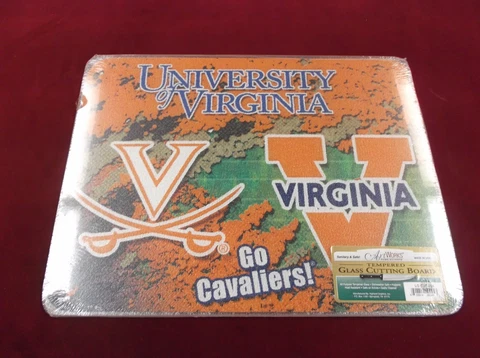 UNIVERSITY
of VIRGINIA
V
V
VIRGINIA
®
Go
Cavaliers!
TEMPERED
GLASS CUTTING BOARD